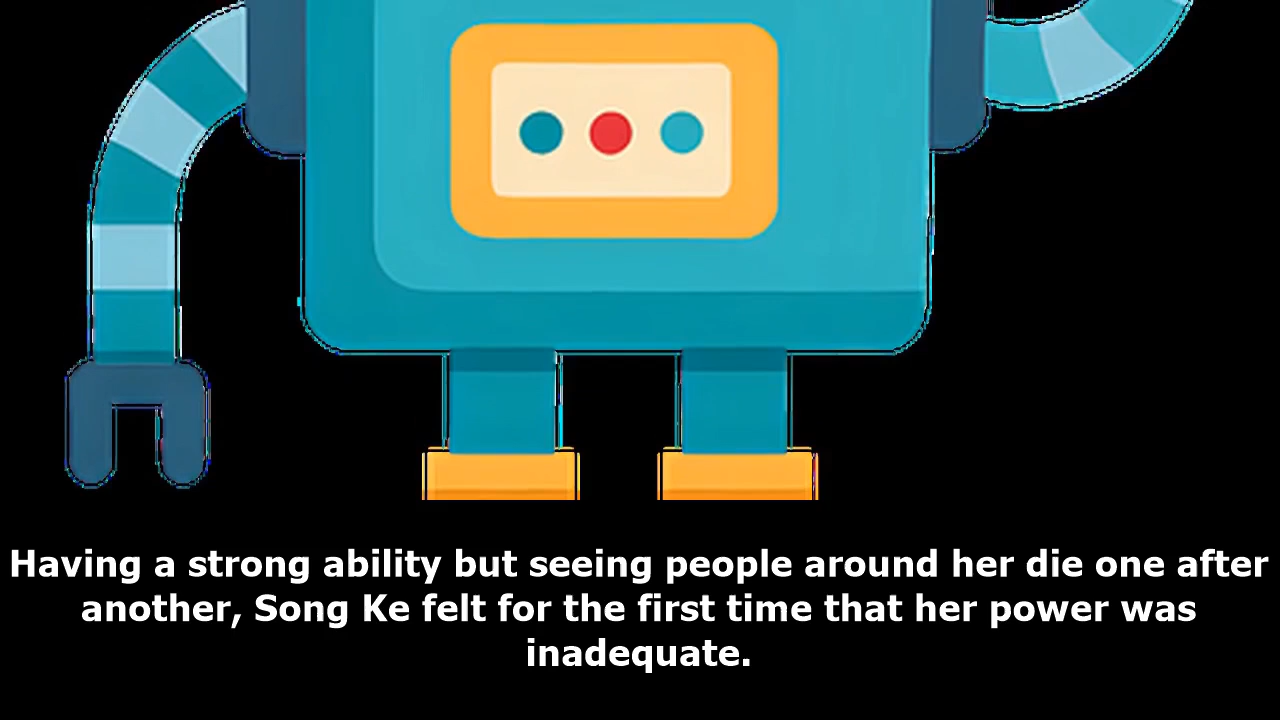 Having a strong ability but seeing people around her die one after
another, Song Ke felt for the first time that her power was
inadequate.